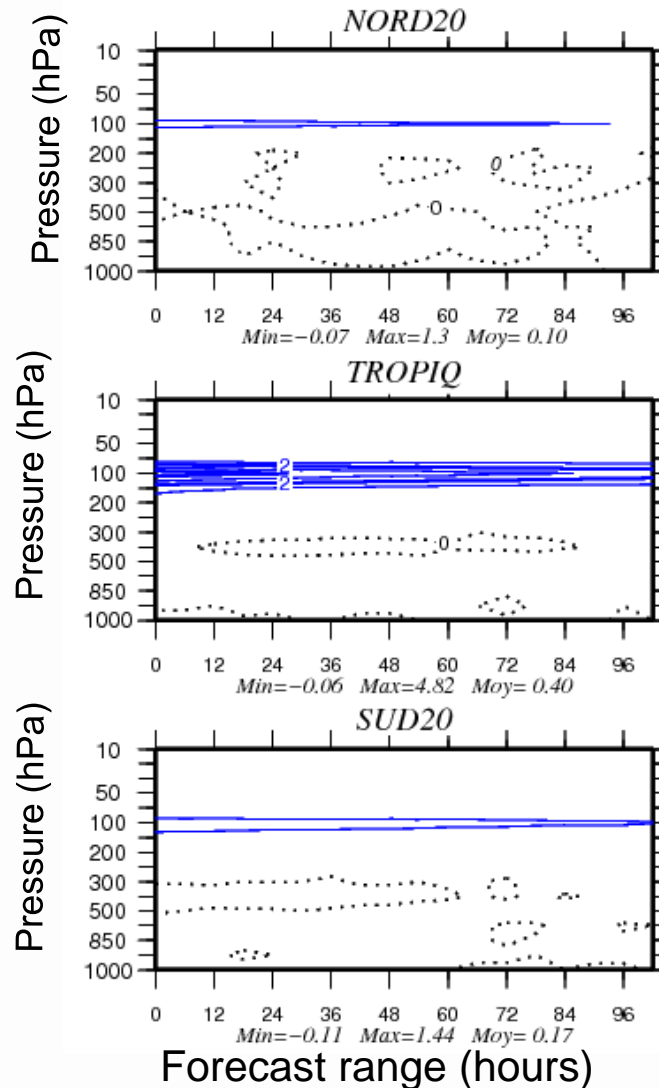 NORD20
Pressure (hPa)
10
50
100
200
300
500
850
1000
0
0
0 12 24 36 48 60 72 84 96
Min=−0.07 Max=1.3 Moy= 0.10
TROPIQ
Pressure (hPa)
10
50
100
200
300
500
850
1000
2
2
0
0 12 24 36 48 60 72 84 96
Min=−0.06 Max=4.82 Moy= 0.40
SUD20
Pressure (hPa)
10
50
100
200
300
500
850
1000
0 12 24 36 48 60 72 84 96
Min=−0.11 Max=1.44 Moy= 0.17
Forecast range (hours)